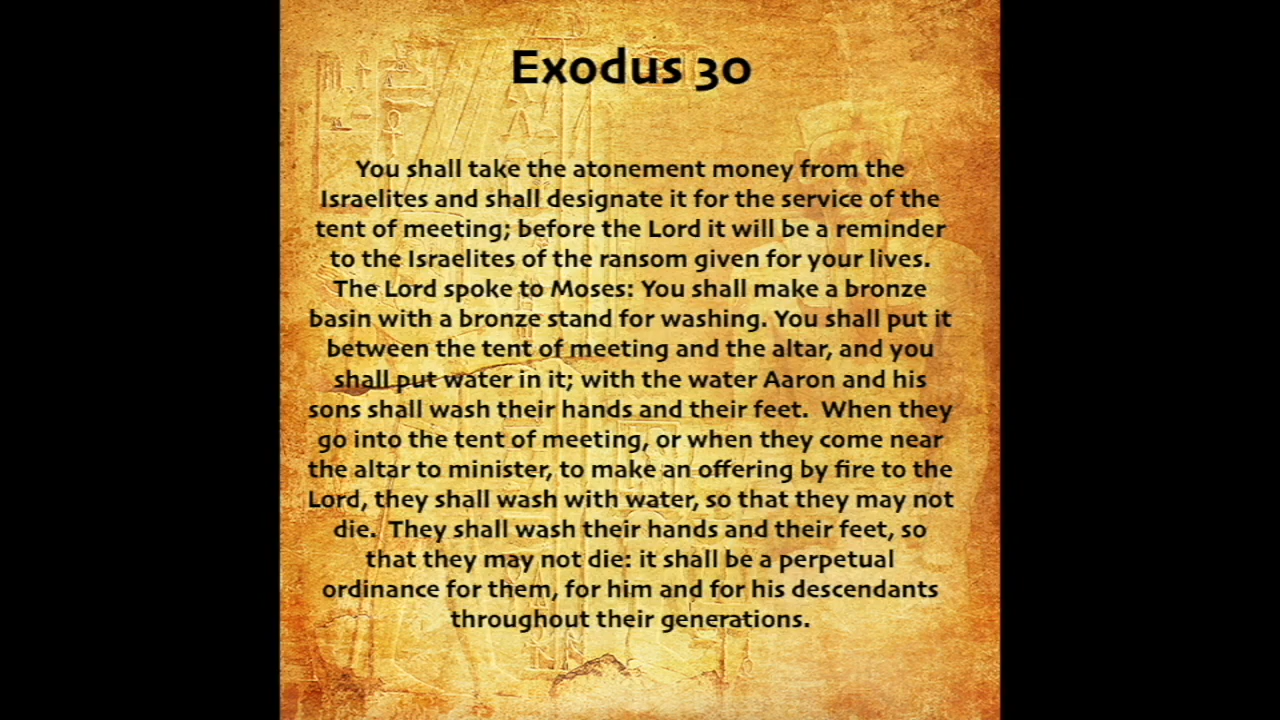 Exodus 30
You shall take the atonement money from the
Israelites and shall designate it for the service of the
tent of meeting; before the Lord it will be a reminder
to the Israelites of the ransom given for your lives.
The Lord spoke to Moses: You shall make a bronze
basin with a bronze stand for washing. You shall put it
between the tent of meeting and the altar, and you
shall put water in it; with the water Aaron and his
sons shall wash their hands and their feet.  When they
go into the tent of meeting, or when they come near
the altar to minister, to make an offering by fire to the
Lord, they shall wash with water, so that they may not
die.  They shall wash their hands and their feet, so
that they may not die: it shall be a perpetual
ordinance for them, for him and for his descendants
throughout their generations.